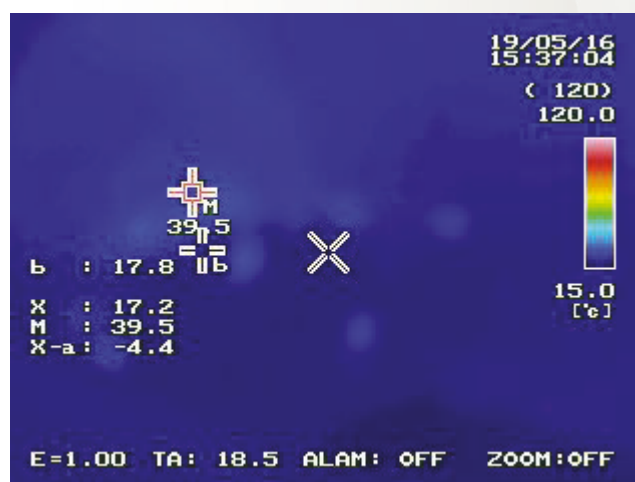 19/05/16
15:37:04
( 120)
120.0
M
39.5
b
b : 17.8
X : 17.2
M : 39.5
X-a: -4.4
15.0
[℃]
E=1.00 TA: 18.5 ALAM: OFF ZOOM:OFF